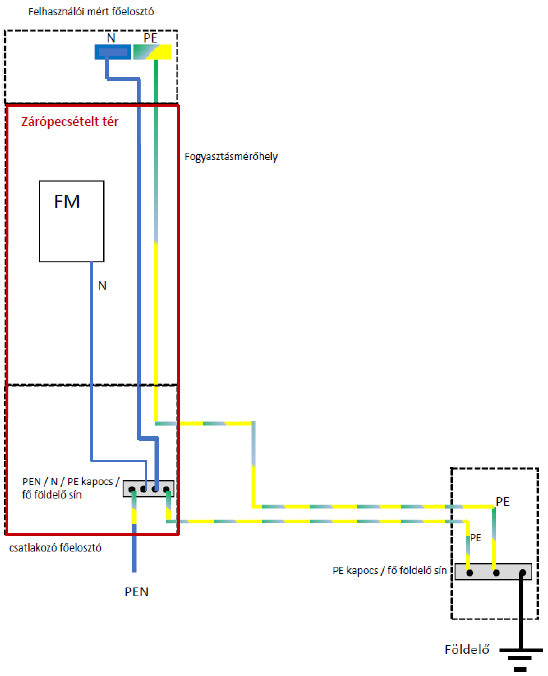 Felhasználói mért főelosztó
N
PE
Zárópecsételt tér
Fogyasztásmérőhely
FM
N
PEN / N / PE kapocs /
fő földelő sín
csatlakozó főelosztó
PEN
PE
PE
PE kapocs / fő földelő sín
Földelő